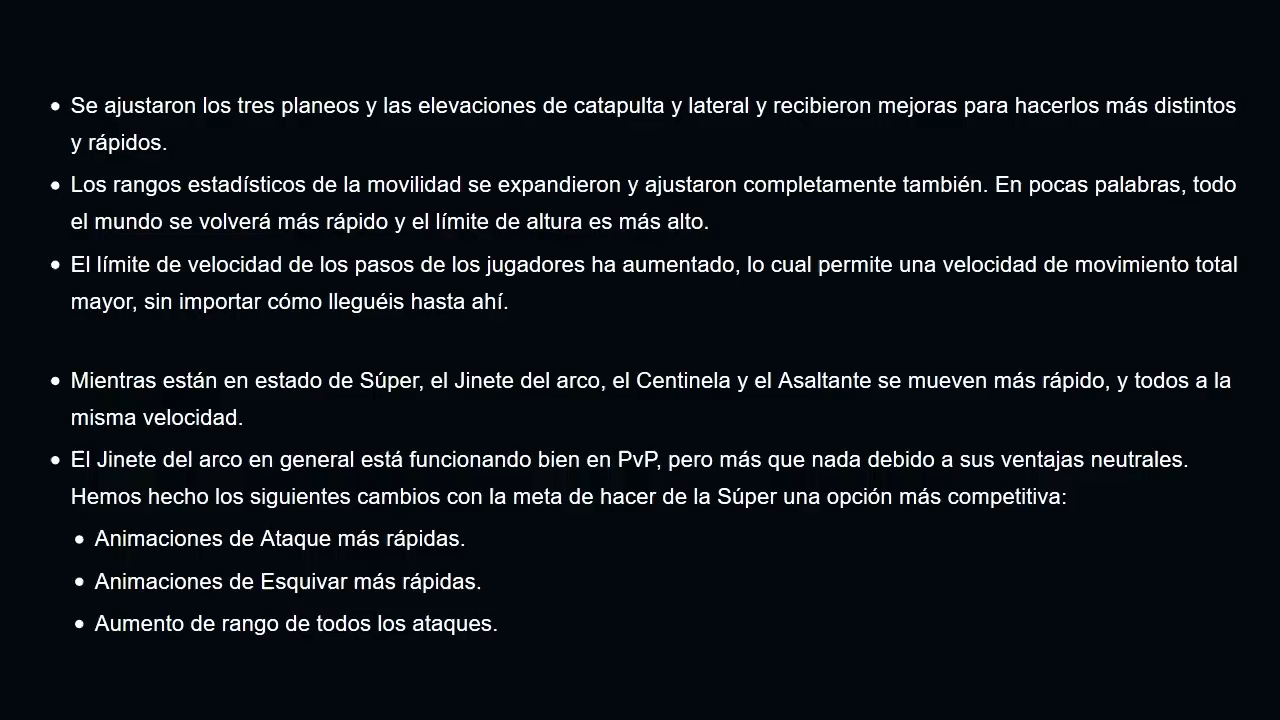 Se ajustaron los tres planeos y las elevaciones de catapulta y lateral y recibieron mejoras para hacerlos más distintos
y rápidos.
Los rangos estadísticos de la movilidad se expandieron y ajustaron completamente también. En pocas palabras, todo
el mundo se volverá más rápido y el límite de altura es más alto.
El límite de velocidad de los pasos de los jugadores ha aumentado, lo cual permite una velocidad de movimiento total
mayor, sin importar cómo lleguéis hasta ahí.
Mientras están en estado de Súper, el Jinete del arco, el Centinela y el Asaltante se mueven más rápido, y todos a la
misma velocidad.
El Jinete del arco en general está funcionando bien en PvP, pero más que nada debido a sus ventajas neutrales.
Hemos hecho los siguientes cambios con la meta de hacer de la Súper una opción más competitiva:
Animaciones de Ataque más rápidas.
Animaciones de Esquivar más rápidas.
Aumento de rango de todos los ataques.